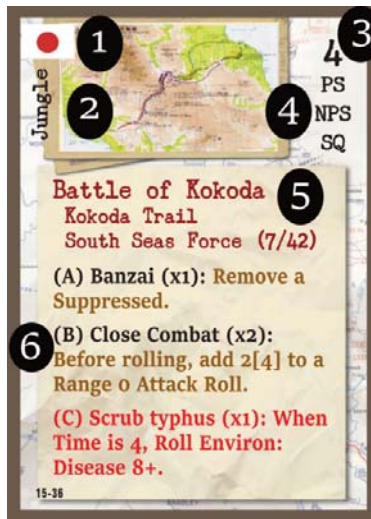 1
3
4
Jungle
2
4
PS
NPS
SQ
Battle of Kokoda
5
Kokoda Trail
South Seas Force (7/42)
(A) Banzai (x1): Remove a
Suppressed.
6
(B) Close Combat (x2):
Before rolling, add 2[4] to a
Range 0 Attack Roll.
(C) Scrub typhus (x1): When
Time is 4, Roll Environ:
Disease 8+.
15-36